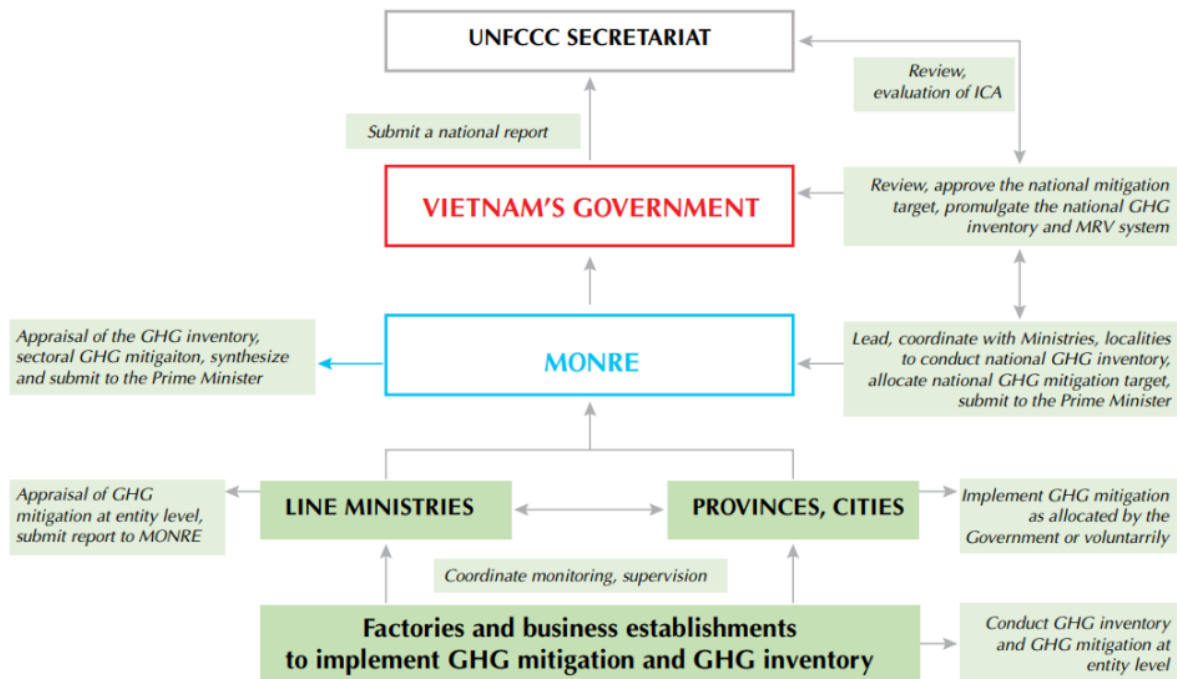 UNFCCC SECRETARIAT
Review,
evaluation of ICA
Submit a national report
VIETNAM'S GOVERNMENT
Review, approve the national mitigation
target, promulgate the national GHG
inventory and MRV system
Appraisal of the GHG inventory,
sectoral GHG mitigaiton, synthesize
and submit to the Prime Minister
MONRE
Lead, coordinate with Ministries, localities
to conduct national GHG inventory,
allocate national GHG mitigation target,
submit to the Prime Minister
Appraisal of GHG
mitigation at entity level,
submit report to MONRE
LINE MINISTRIES
PROVINCES, CITIES
Implement GHG mitigation
as allocated by the
Government or voluntarrily
Coordinate monitoring, supervision
Factories and business establishments
to implement GHG mitigation and GHG inventory
Conduct GHG inventory
and GHG mitigation at
entity level